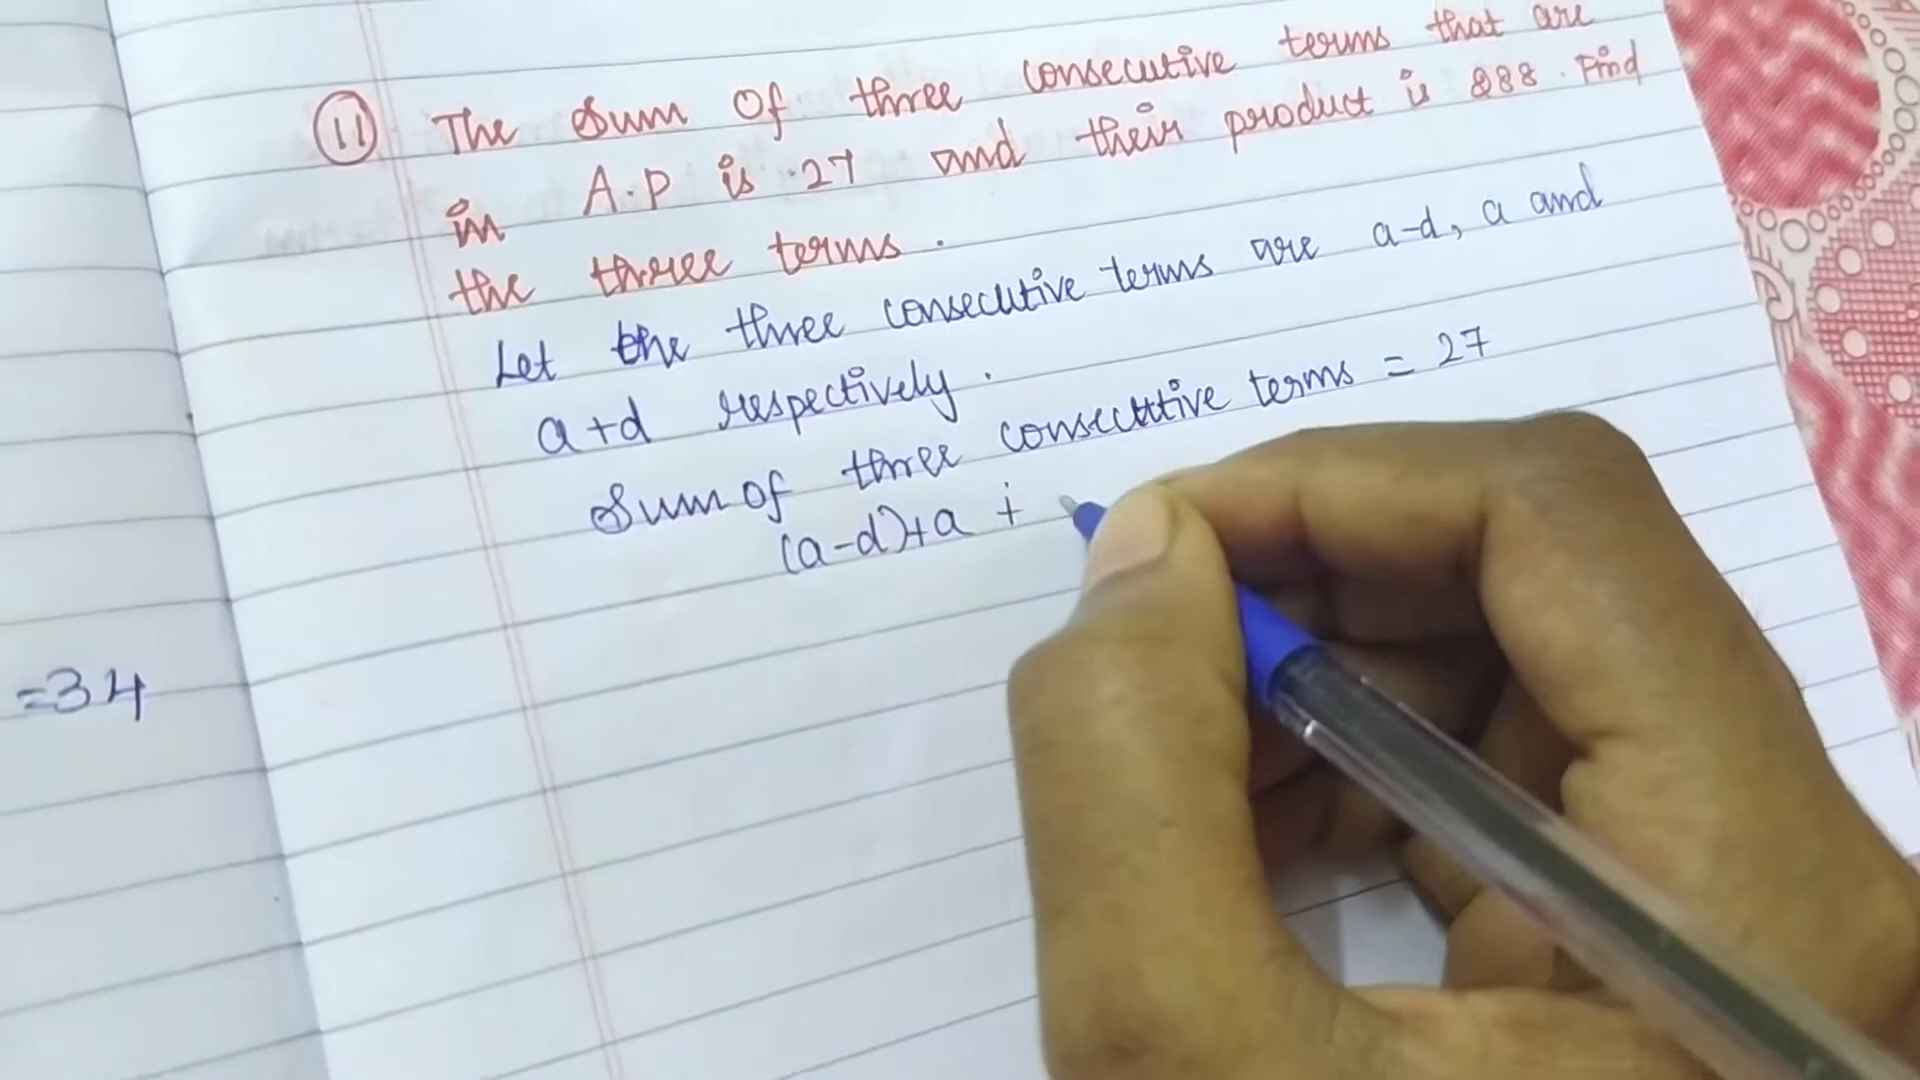 =34
11 The Sum Of three consecutive terms that are
in A.P is 27 and their product is 288. Find
the three terms.
Let the three consecutive terms are a-d, a and
a+d respectively.
Sum of three consecutive terms = 27
(a-d)+a +